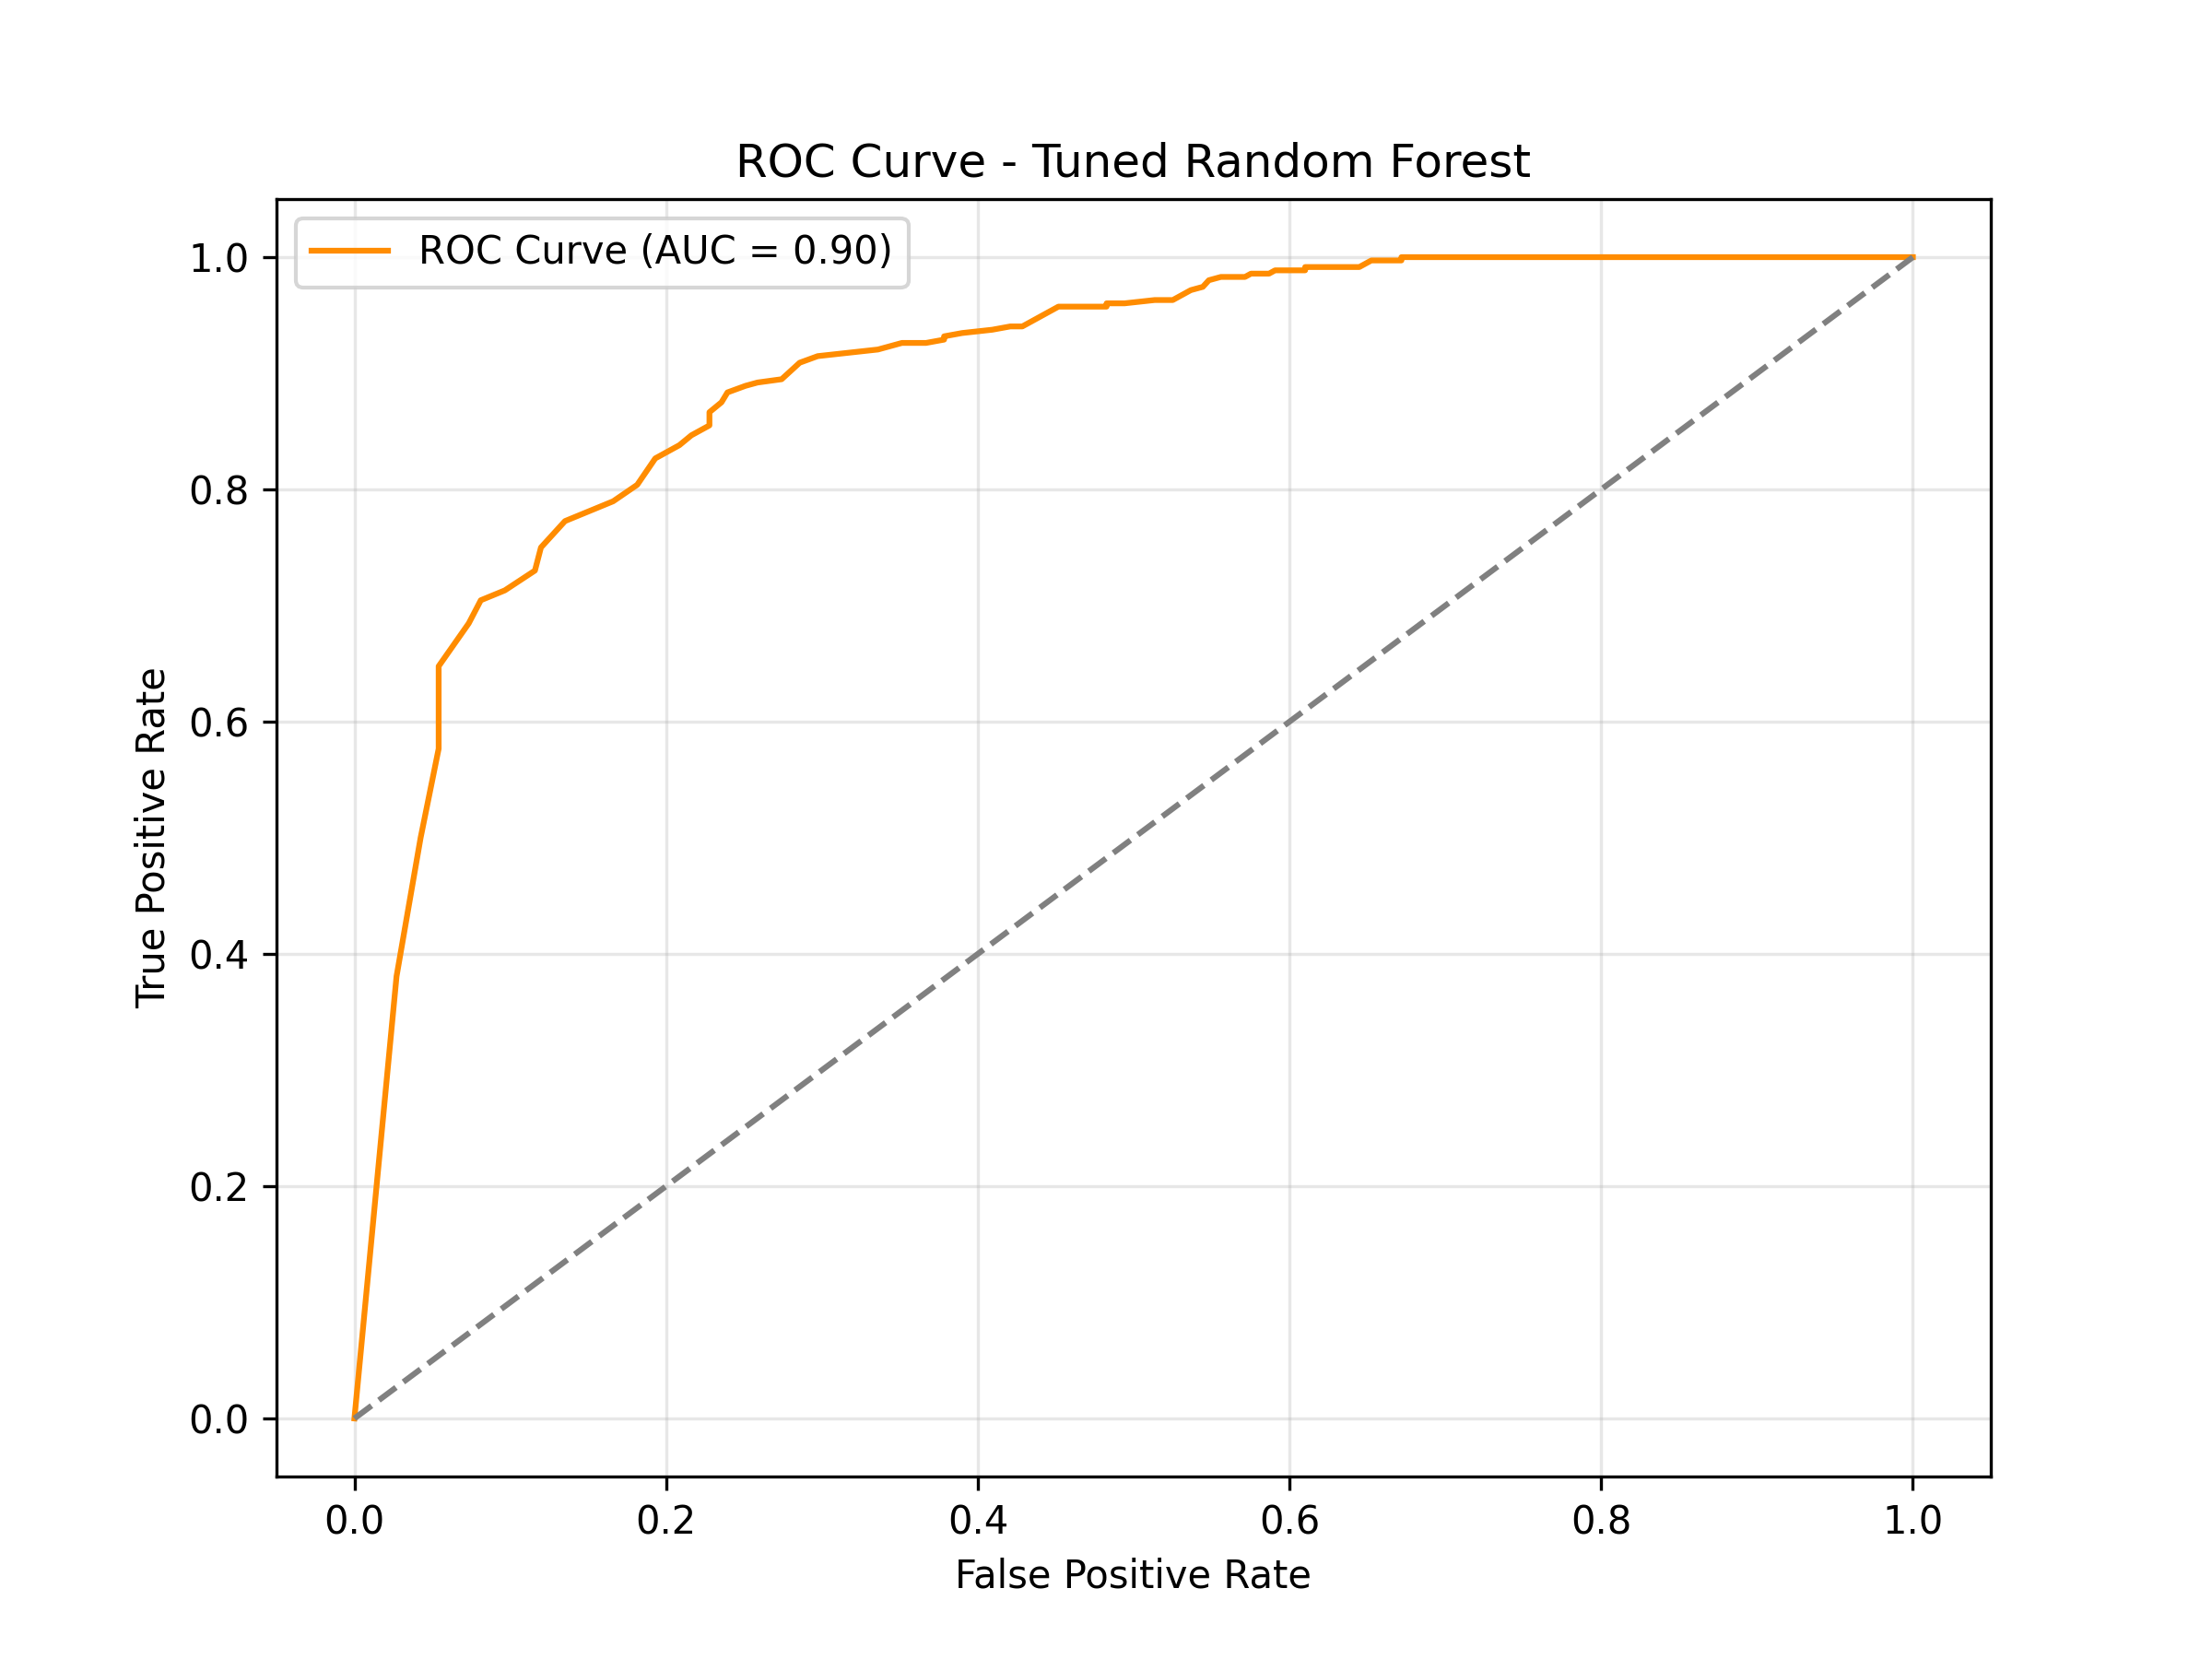 ROC Curve - Tuned Random Forest
ROC Curve (AUC = 0.90)
True Positive Rate
1.0
0.8
0.6
0.4
0.2
0.0
0.0 0.2 0.4 0.6 0.8 1.0
False Positive Rate